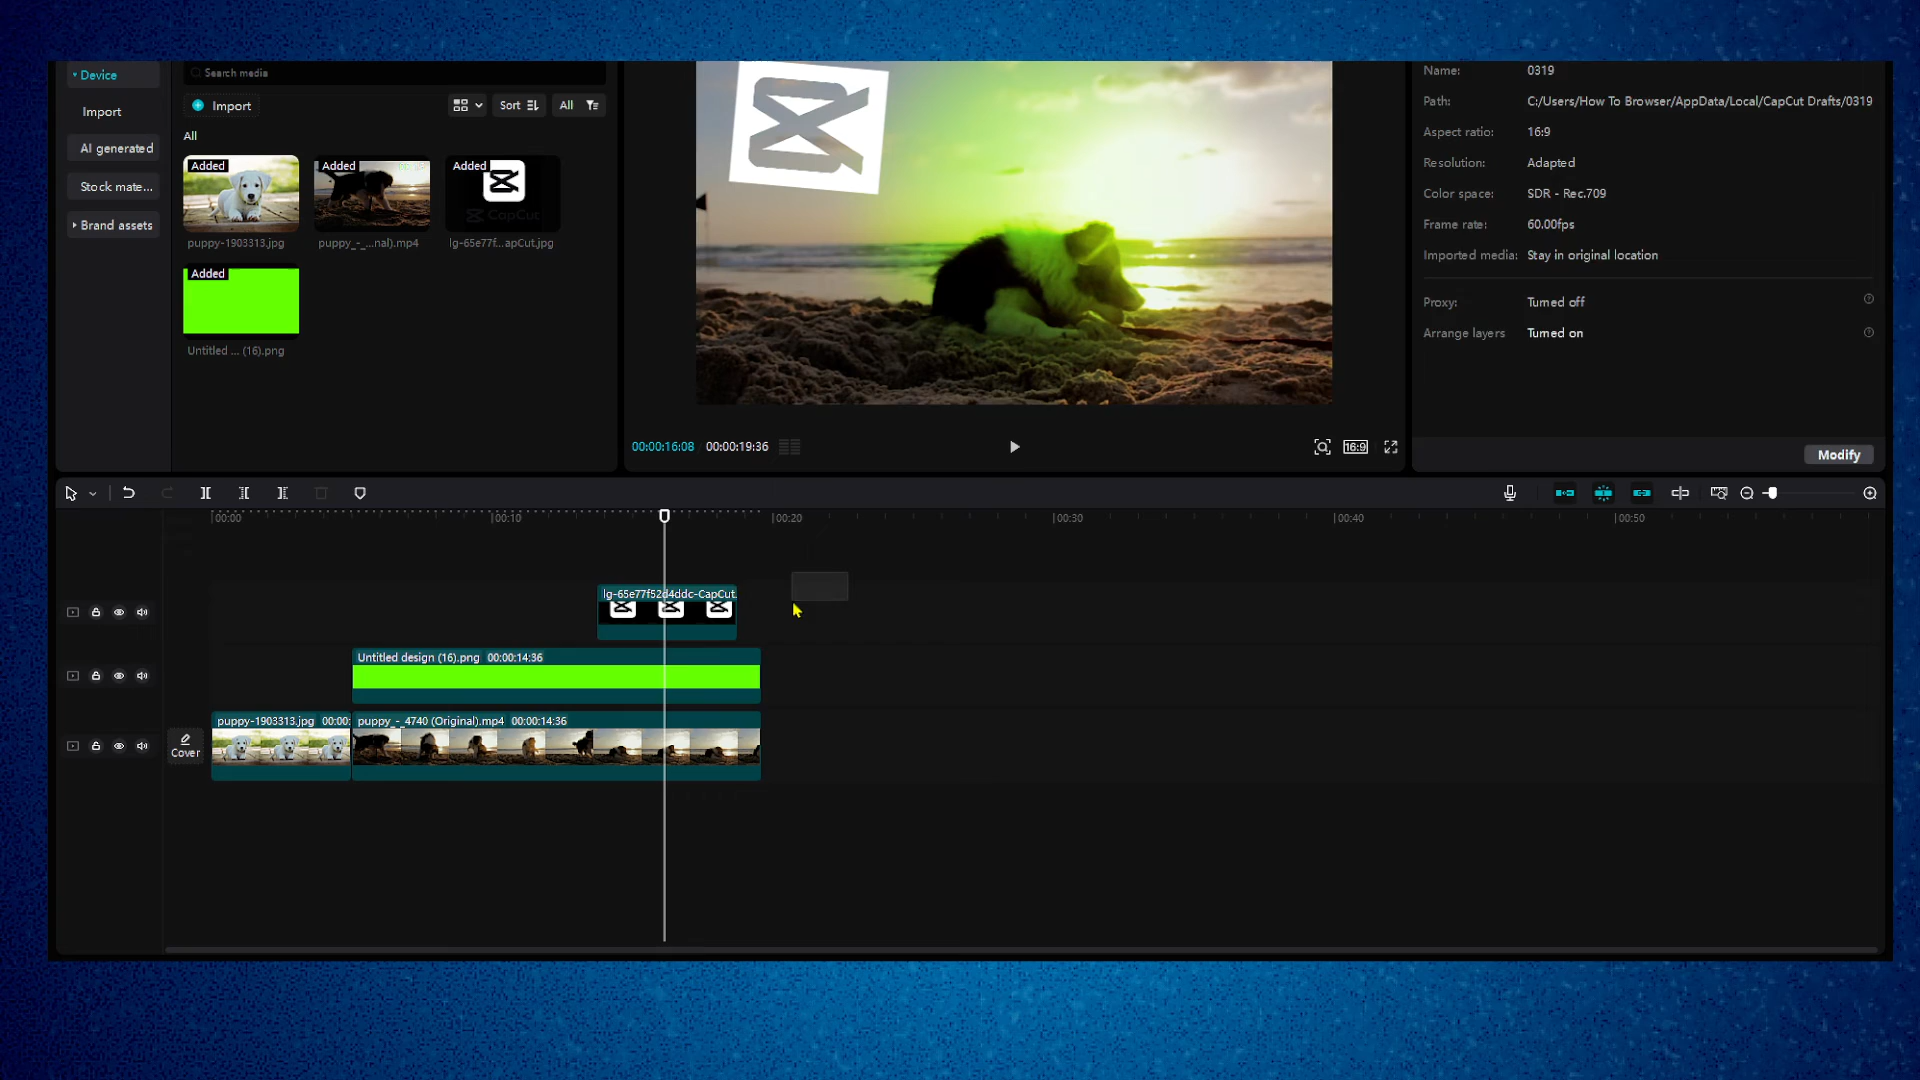 Device
Search media
Import
Import
Sort
All
All
AI generated
Stock mate...
Brand assets
Added
Added
Added
CapCut
puppy-1903313.jpg
puppy_-_...nal).mp4
lg-65e77f...apCut.jpg
Added
Untitled ... (16).png
00:00:16:08
00:00:19:36
16:9
Name:
0319
Path:
C:/Users/How To Browser/AppData/Local/CapCut Drafts/0319
Aspect ratio:
16:9
Resolution:
Adapted
Color space:
SDR - Rec.709
Frame rate:
60.00fps
Imported media:
Stay in original location
Proxy:
Turned off
Arrange layers
Turned on
Modify
00:00
00:10
00:20
00:30
00:40
00:50
lg-65e77f52d4ddc-CapCut.
Untitled design (16).png 00:00:14:36
Cover
puppy-1903313.jpg 00:00:
puppy_-_4740 (Original).mp4 00:00:14:36